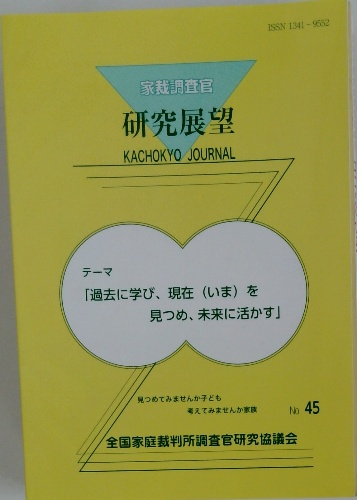 ISSN 1341-9552
家裁調査官
研究展望
KACHOKYO JOURNAL
テーマ
「過去に学び、現在（いま）を
見つめ、未来に活かす」
見つめてみませんか子ども
考えてみませんか家族
No 45
全国家庭裁判所調査官研究協議会